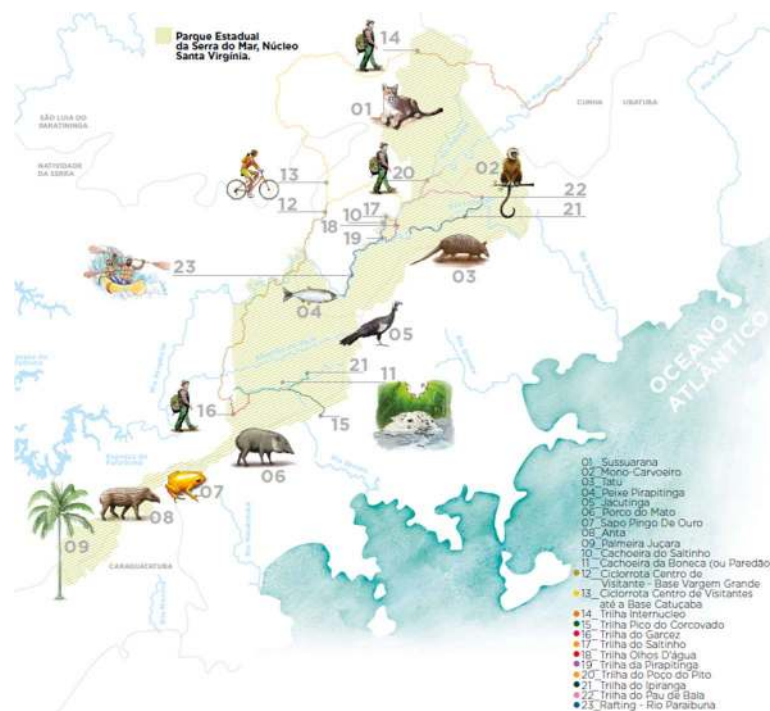 Parque Estadual
da Serra do Mar, Núcleo
Santa Virgínia.
14
01
CUNHA
UBATUBA
SÃO LUIA DO
PARATININGA
NATIVIDADE
DA SERRA
13
20
02
12
17
10
18
22
21
19
23
03
04
05
21
11
16
15
06
07
08
09
CARAGUATATUBA
OCEANO
ATLÂNTICO
01_ Sussuarana
02_Mono-Carvoeiro
03_Tatu
04_Peixe Pirapitinga
05_Jacutinga
06_Porco do Mato
07_Sapo Pingo De Ouro
08_Anta
09_Palmeira Juçara
10_Cachoeira do Saltinho
11_Cachoeira da Boneca (ou Paredão
12_Ciclorrota Centro de
Visitante - Base Vargem Grande
13_Ciclorrota Centro de Visitantes
até a Base Catuçaba
14_Trilha Internucleo
15_Trilha Pico do Corcovado
16_Trilha do Garcez
17_Trilha do Saltinho
18_Trilha Olhos D'água
19_Trilha da Pirapitinga
20_Trilha do Poço do Pito
21_Trilha do Ipiranga
22_Trilha do Pau de Bala
23_Rafting - Rio Paraibuna